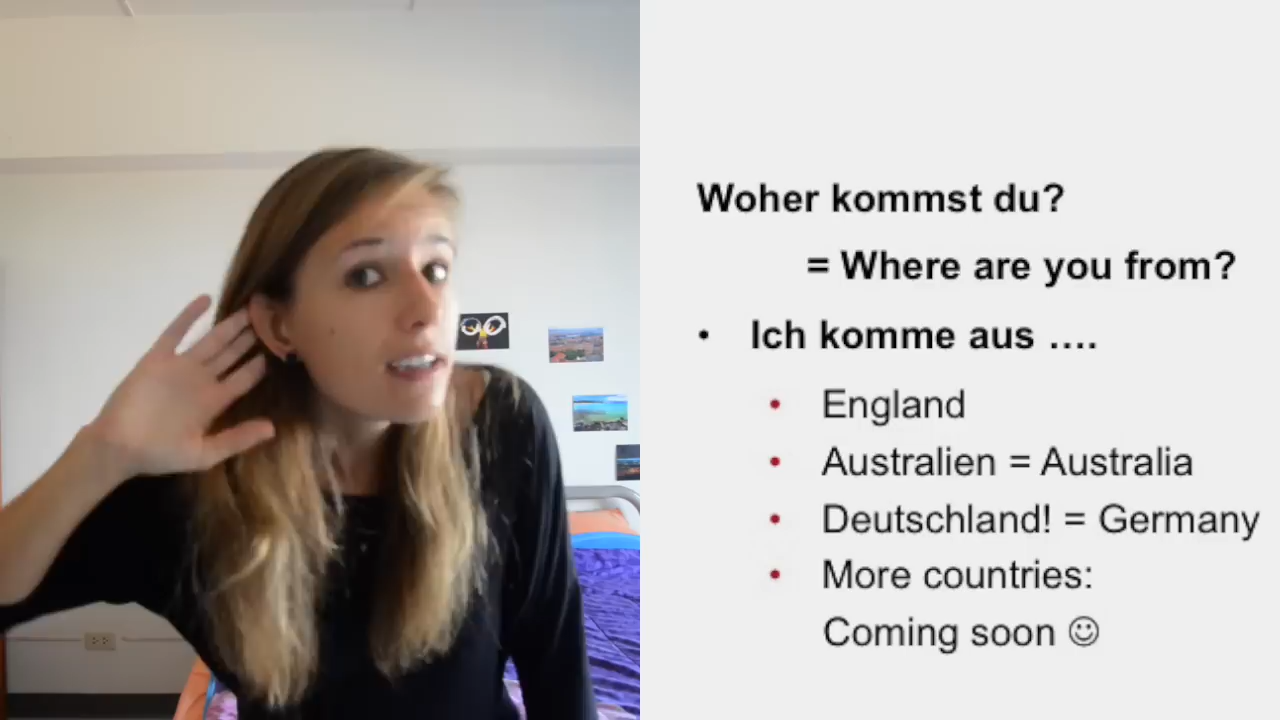 Woher kommst du?
= Where are you from?
• Ich komme aus ....
• England
• Australien = Australia
• Deutschland! = Germany
• More countries:
Coming soon ☺